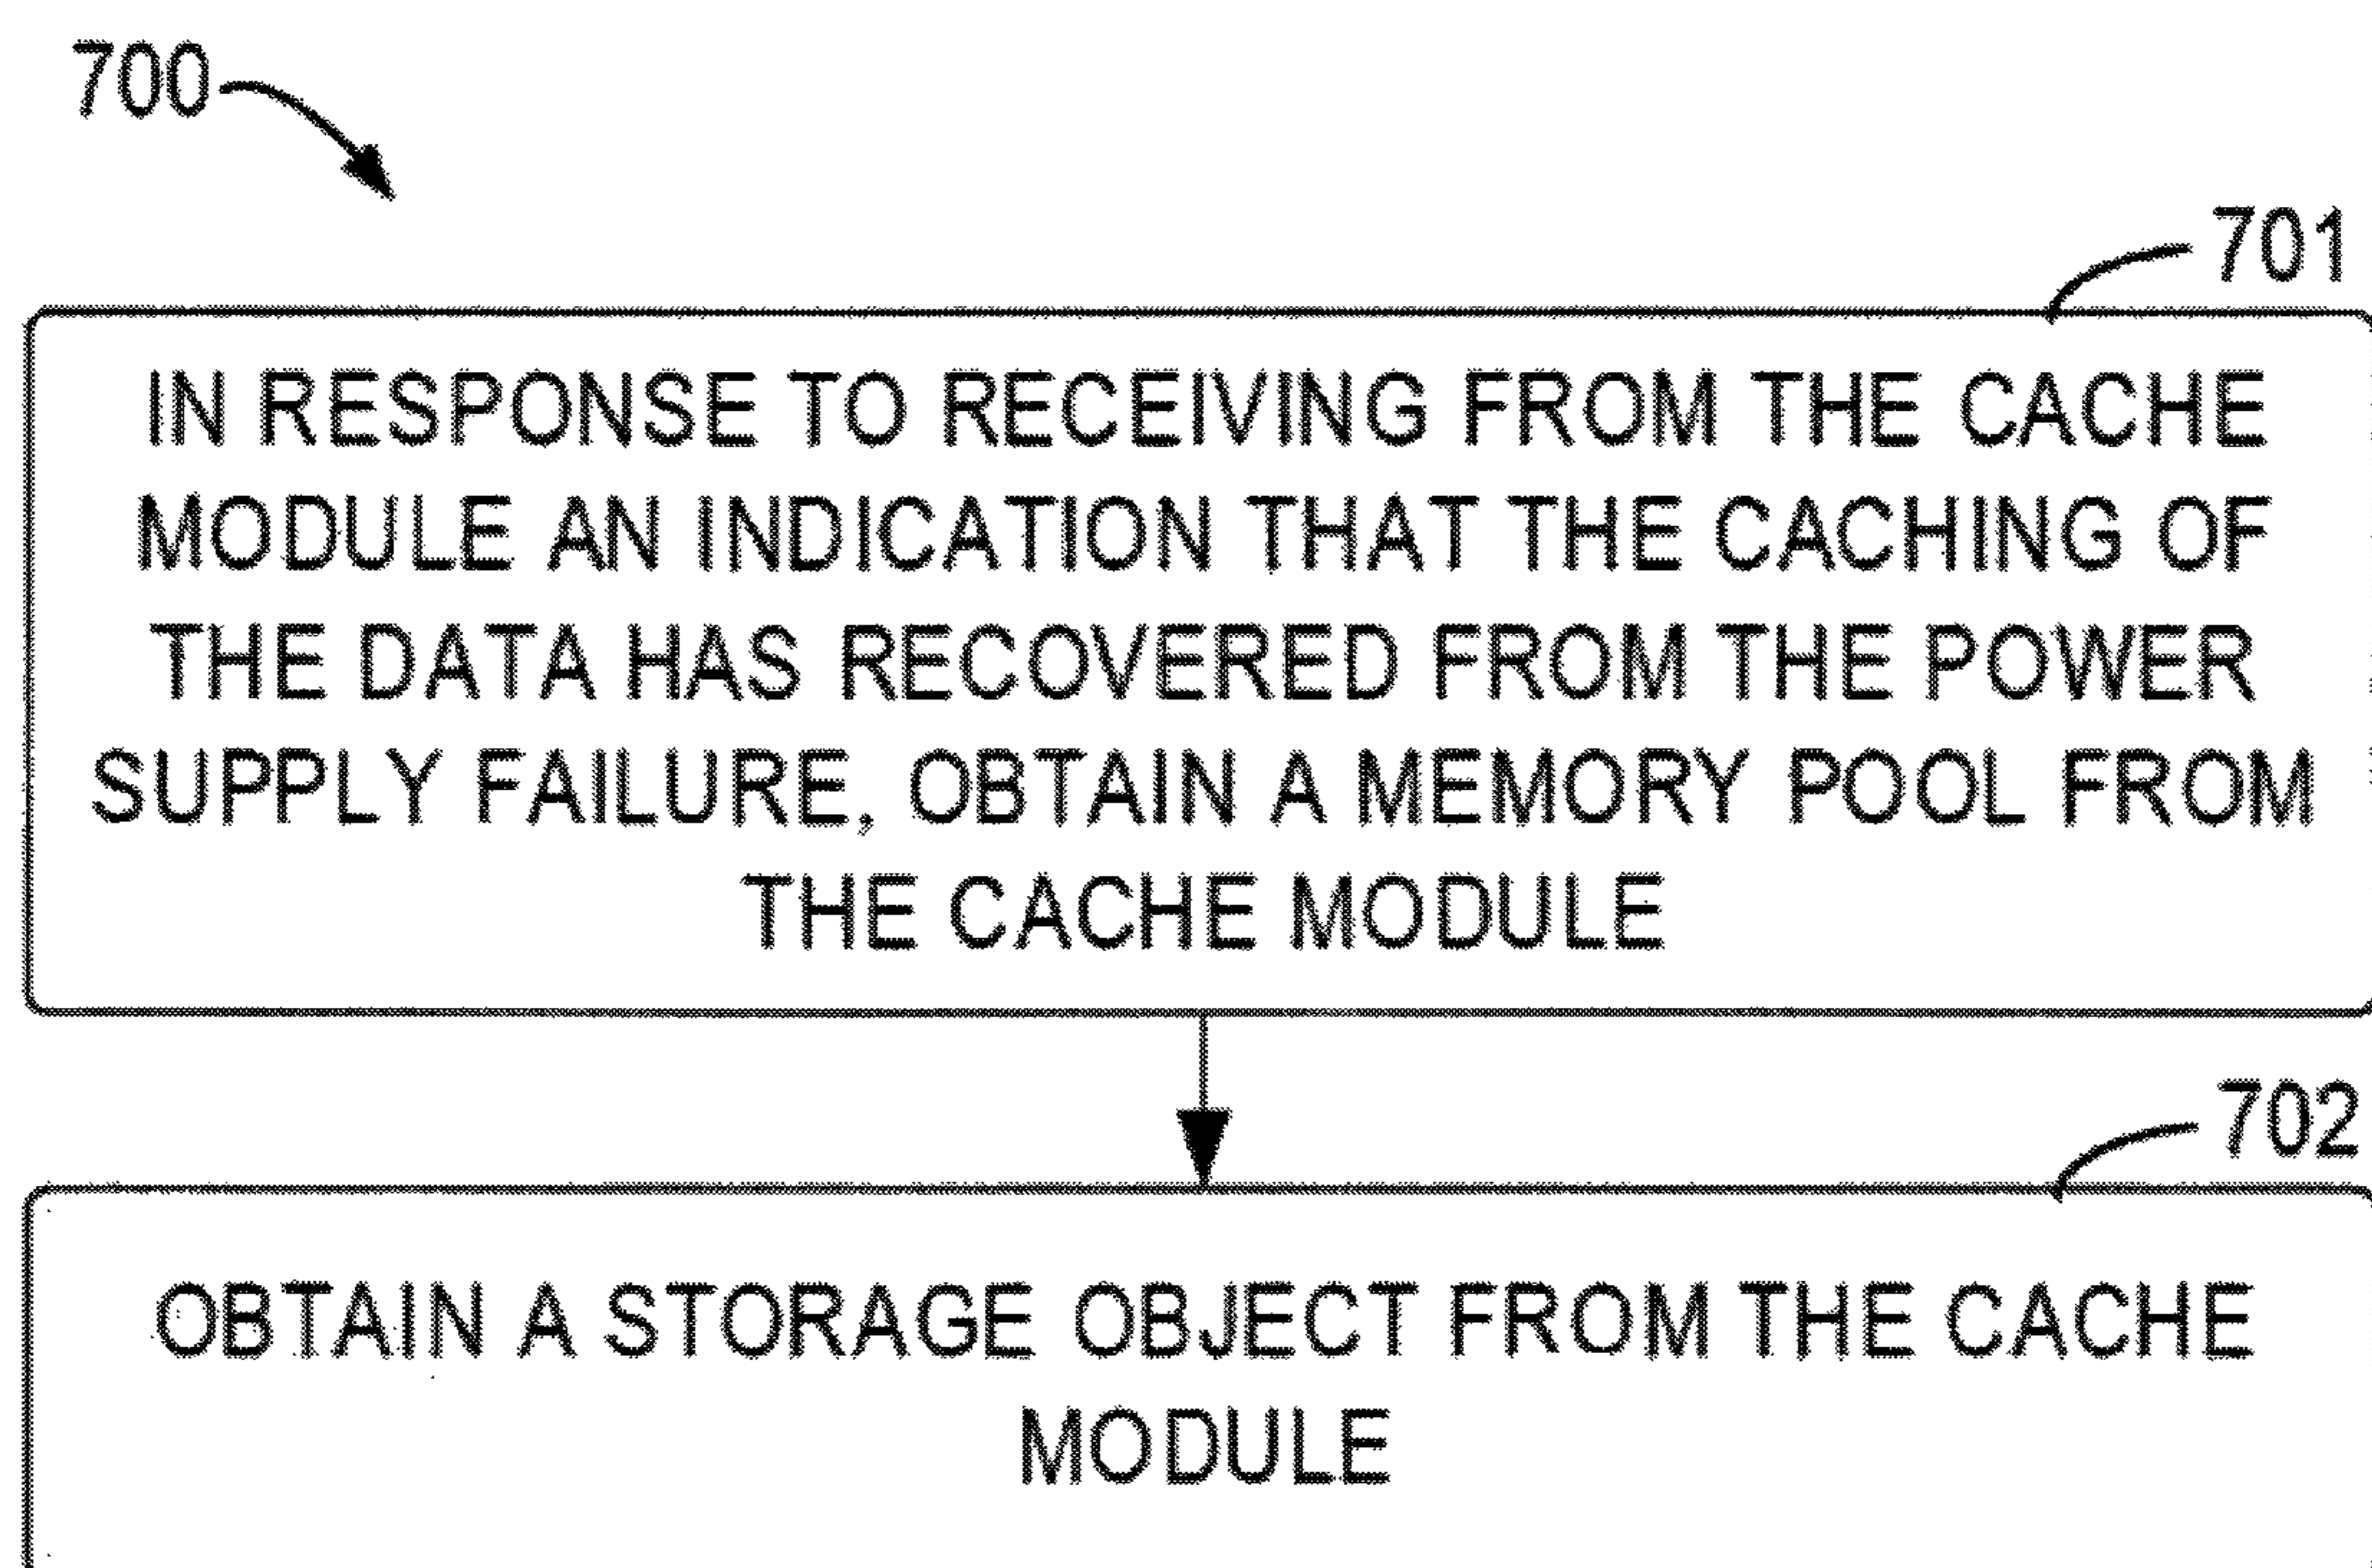 700
701
IN RESPONSE TO RECEIVING FROM THE CACHE
MODULE AN INDICATION THAT THE CACHING OF
THE DATA HAS RECOVERED FROM THE POWER
SUPPLY FAILURE, OBTAIN A MEMORY POOL FROM
THE CACHE MODULE
702
OBTAIN A STORAGE OBJECT FROM THE CACHE
MODULE